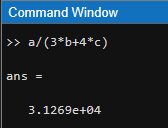 Command Window
>> a/(3*b+4*c)
ans =
3.1269e+04